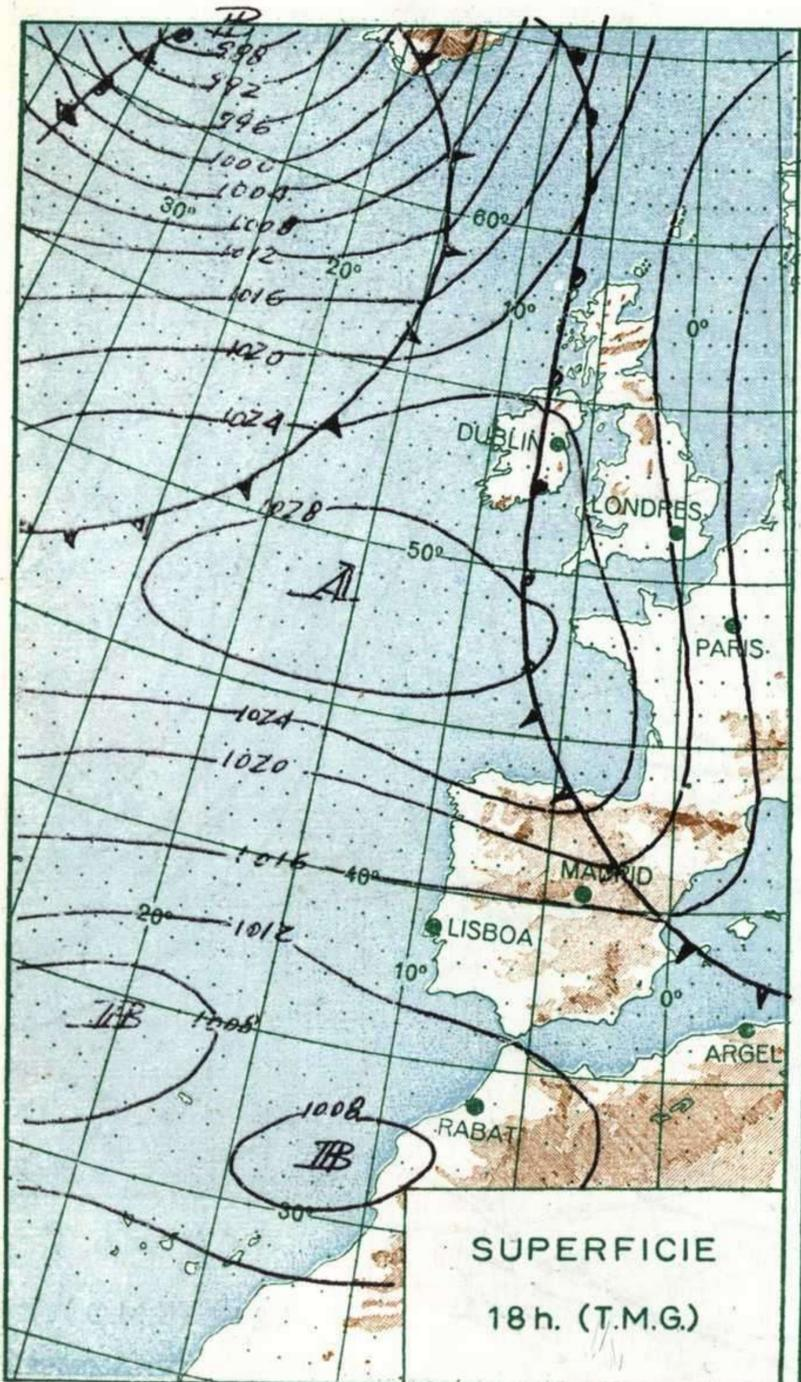 B
988
992
996
1000
1004
30°
1008
60°
1012
20°
1016
10°
0°
1020
1024
DUBLIN
1028
LONDRES
50°
A
PARIS
1024
1020
1016
40°
MADRID
20°
1012
LISBOA
10°
0°
B
1008
ARGEL
1008
RABAT
B
30°
SUPERFICIE
18h. (T.M.G.)